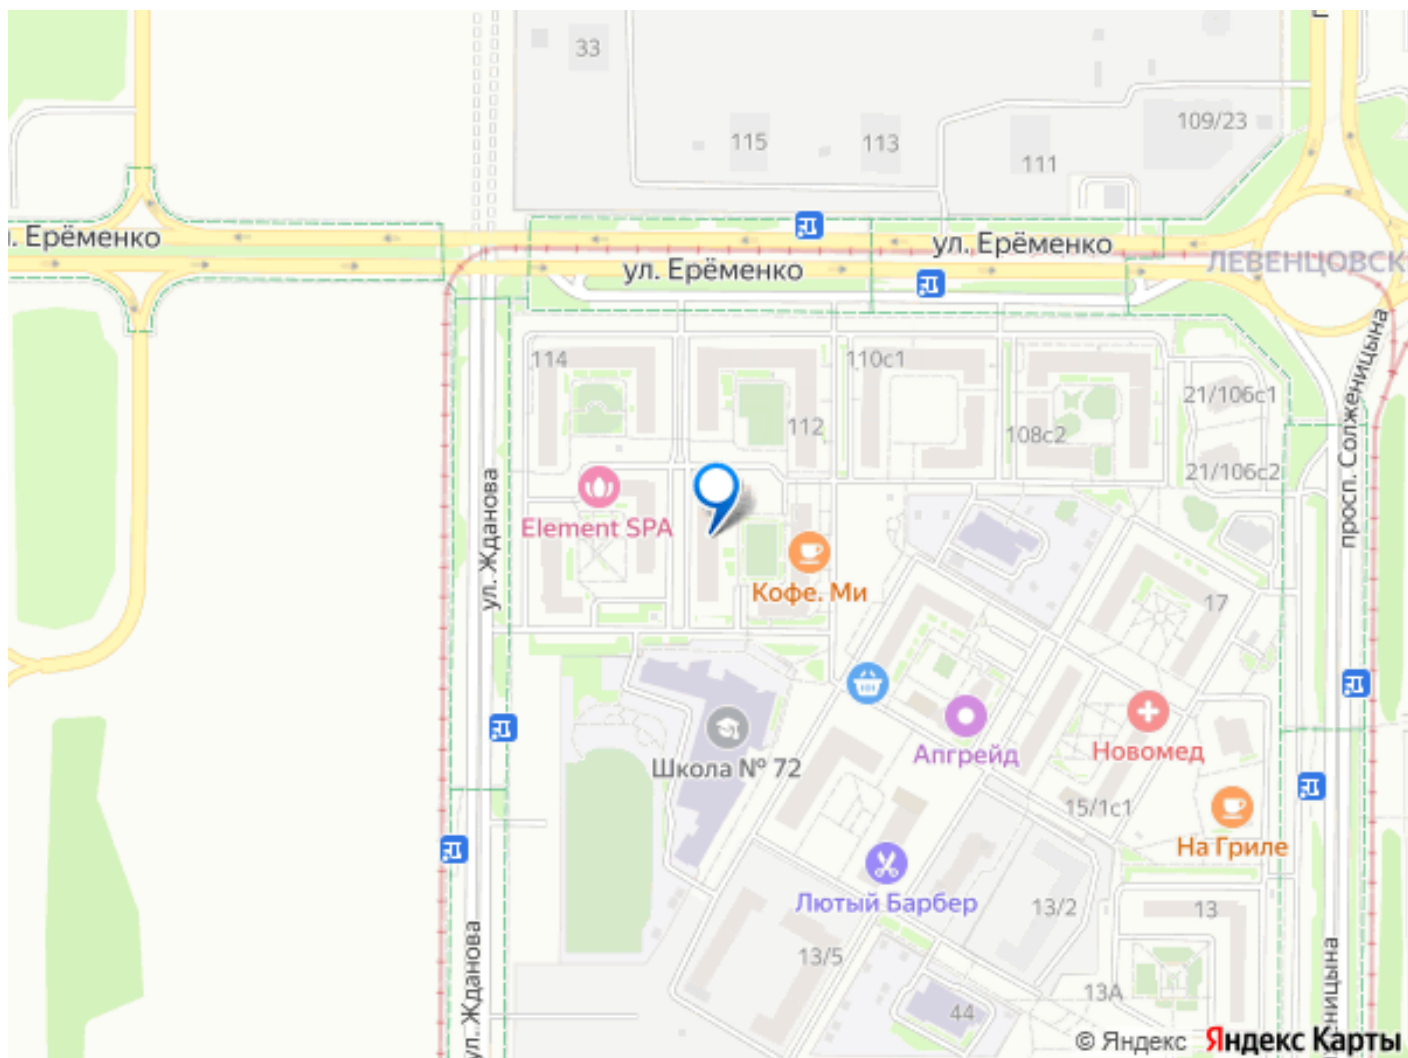 33
109/23
115
113
111
Ерёменко
ул. Ерёменко
ул. Ерёменко
ЛЕВЕНЦОВСК
114
110с1
112
108с2
21/106с1
21/106с2
просп. Солженицына
ул. Жданова
Element SPA
Кофе. Ми
17
Школа № 72
Апгрейд
Новомед
15/1с1
На Гриле
Лютый Барбер
13/2
13
13/5
13А
44
ул. Жданова
ницына
© Яндекс Яндекс Карты